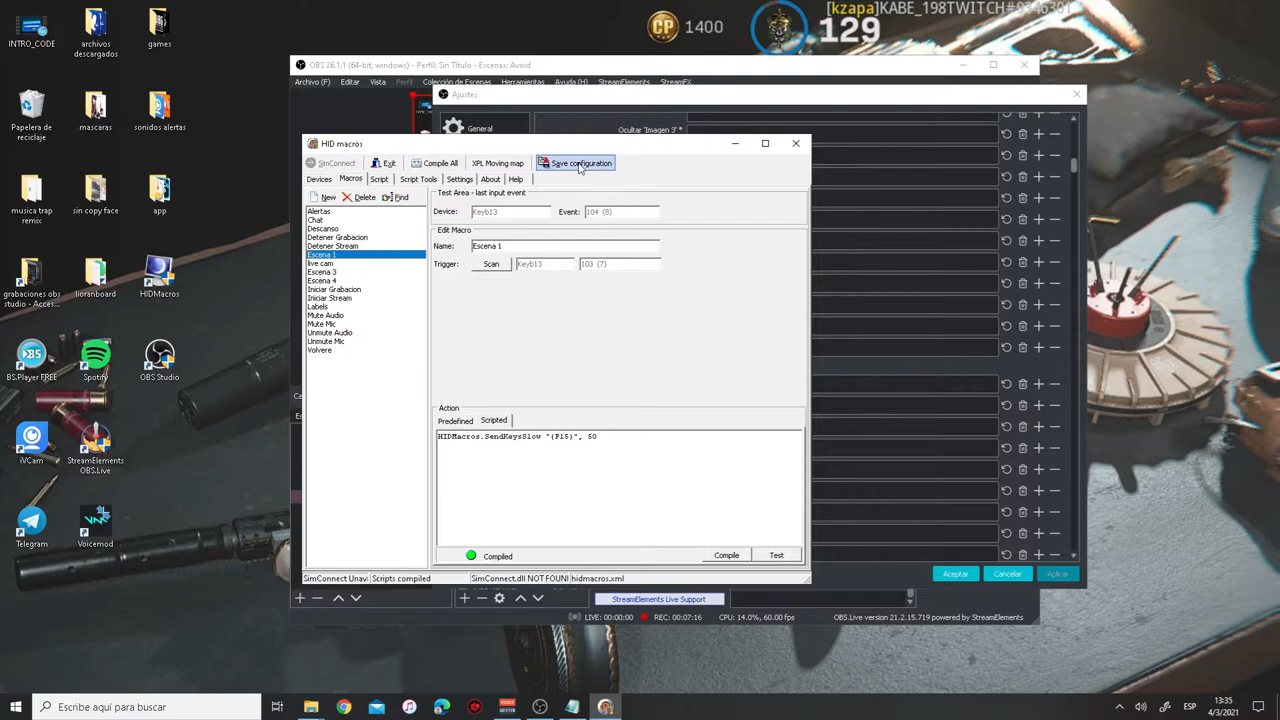 [kzapa] KABE_198TWITCH#9346301
CP 1400
129
INTRO_CODE
archivos descargados
games
Papelera de reciclaje
mascaras
sonidos alertas
musica trap remix
sin copy face
app
grabaciones obs studio - Acces...
lioranboard
HIDMacros
BS.Player FREE
Spotify
OBS Studio
iVCam
StreamElements OBS.Live
Telegram
Voicemod
OBS 26.1.1 (64-bit, windows) - Perfil: Sin Título - Escenas: Avoid
Archivo (F) Editar Vista Perfil Colección de Escenas Herramientas Ayuda (H) StreamElements StreamFX
Ajustes
General
Ocultar 'Imagen 3' *
HID macros
SimConnect Exit Compile All XPL Moving map Save configuration
Devices Macros Script Script Tools Settings About Help
New Delete Find
Alertas
Chat
Descanso
Detener Grabacion
Detener Stream
Escena 1
live cam
Escena 3
Escena 4
Iniciar Grabacion
Iniciar Stream
Labels
Mute Audio
Mute Mic
Unmute Audio
Unmute Mic
Volvere
Test Area - last input event
Device: Keyb13 Event: 104 (8)
Edit Macro
Name: Escena 1
Trigger: Scan Keyb13 103 (7)
Action
Predefined Scripted
HIDMacros.SendKeysSlow "{F15}", 50
Compiled Compile Test
SimConnect Unav Scripts compiled SimConnect.dll NOT FOUN hidmacros.xml
Aceptar Cancelar Aplicar
StreamElements Live Support
LIVE: 00:00:00 REC: 00:07:16 CPU: 14.0%, 60.00 fps OBS.Live version 21.2.15.719 powered by StreamElements
Escribe aquí para buscar
ESP
13:35
4/3/2021